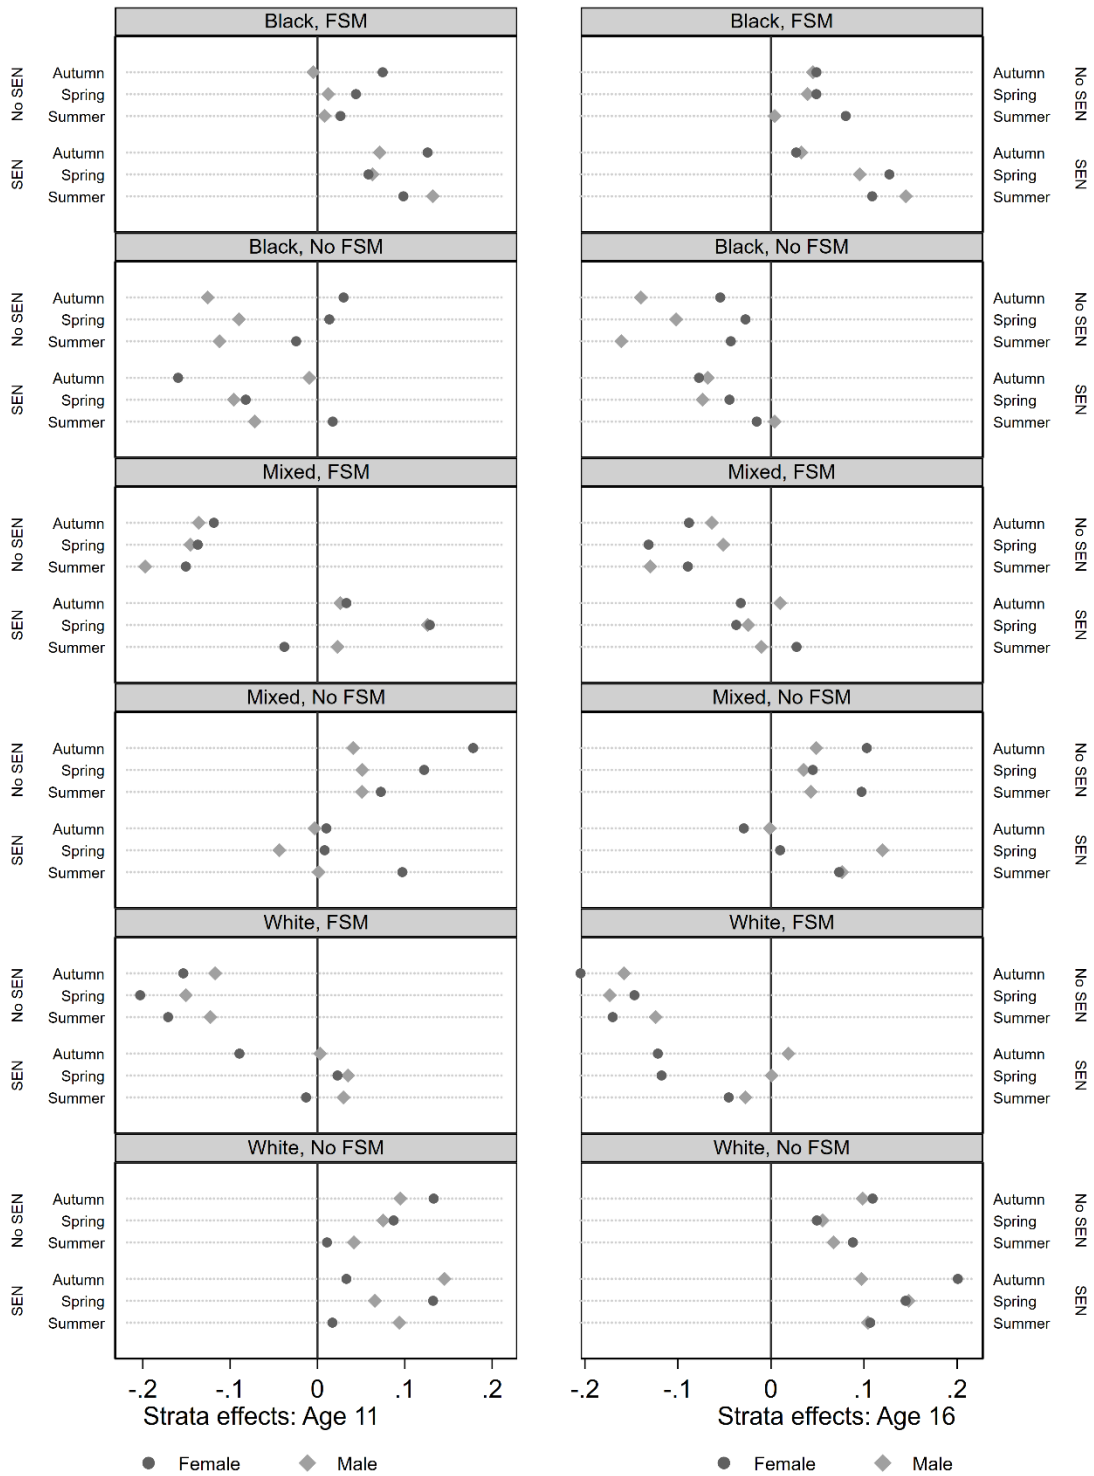 Black, FSM
No SEN
Autumn
Spring
Summer
SEN
Autumn
Spring
Summer
Black, No FSM
No SEN
Autumn
Spring
Summer
SEN
Autumn
Spring
Summer
Mixed, FSM
No SEN
Autumn
Spring
Summer
SEN
Autumn
Spring
Summer
Mixed, No FSM
No SEN
Autumn
Spring
Summer
SEN
Autumn
Spring
Summer
White, FSM
No SEN
Autumn
Spring
Summer
SEN
Autumn
Spring
Summer
White, No FSM
No SEN
Autumn
Spring
Summer
SEN
Autumn
Spring
Summer
-.2 -.1 0 .1 .2
Strata effects: Age 11
Female Male
Black, FSM
Autumn
Spring
Summer
No SEN
Autumn
Spring
Summer
SEN
Black, No FSM
Autumn
Spring
Summer
No SEN
Autumn
Spring
Summer
SEN
Mixed, FSM
Autumn
Spring
Summer
No SEN
Autumn
Spring
Summer
SEN
Mixed, No FSM
Autumn
Spring
Summer
No SEN
Autumn
Spring
Summer
SEN
White, FSM
Autumn
Spring
Summer
No SEN
Autumn
Spring
Summer
SEN
White, No FSM
Autumn
Spring
Summer
No SEN
Autumn
Spring
Summer
SEN
-.2 -.1 0 .1 .2
Strata effects: Age 16
Female Male